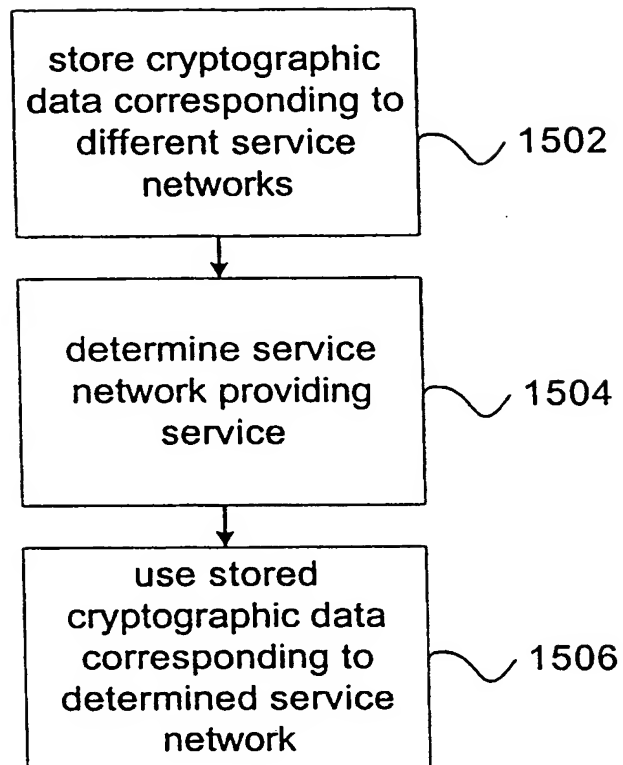 store cryptographic
data corresponding to
different service
networks
1502
determine service
network providing
service
1504
use stored
cryptographic data
corresponding to
determined service
network
1506